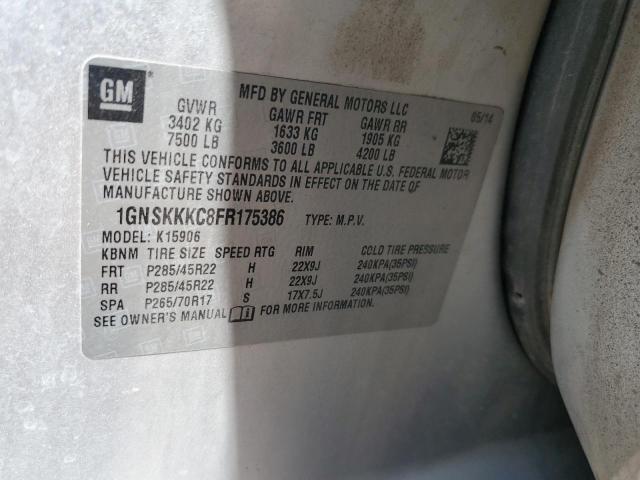 GM
®
MFD BY GENERAL MOTORS LLC
05/14
GVWR GAWR FRT GAWR RR
3402 KG 1633 KG 1905 KG
7500 LB 3600 LB 4200 LB
THIS VEHICLE CONFORMS TO ALL APPLICABLE U.S. FEDERAL MOTOR
VEHICLE SAFETY STANDARDS IN EFFECT ON THE DATE OF
MANUFACTURE SHOWN ABOVE.
1GNSKKKC8FR175386 TYPE: M.P.V.
MODEL: K15906
KBNM TIRE SIZE SPEED RTG RIM COLD TIRE PRESSURE
FRT P285/45R22 H 22X9J 240KPA(35PSI)
RR P285/45R22 H 22X9J 240KPA(35PSI)
SPA P265/70R17 S 17X7.5J 240KPA(35PSI)
SEE OWNER'S MANUAL FOR MORE INFORMATION.